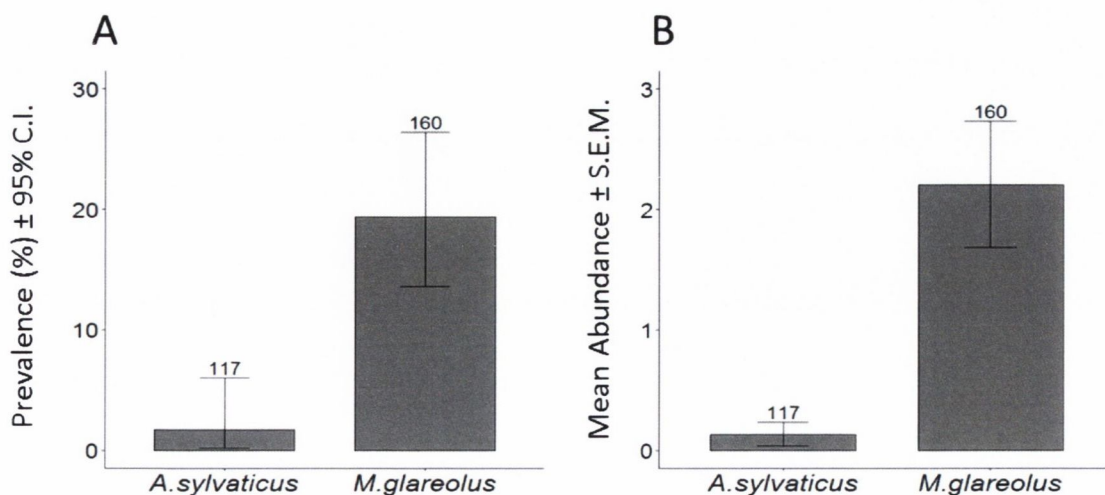 A
Prevalence (%) ± 95% C.I.
30
20
10
0
117
160
A.sylvaticus
M.glareolus
B
Mean Abundance ± S.E.M.
3
2
1
0
117
160
A.sylvaticus
M.glareolus